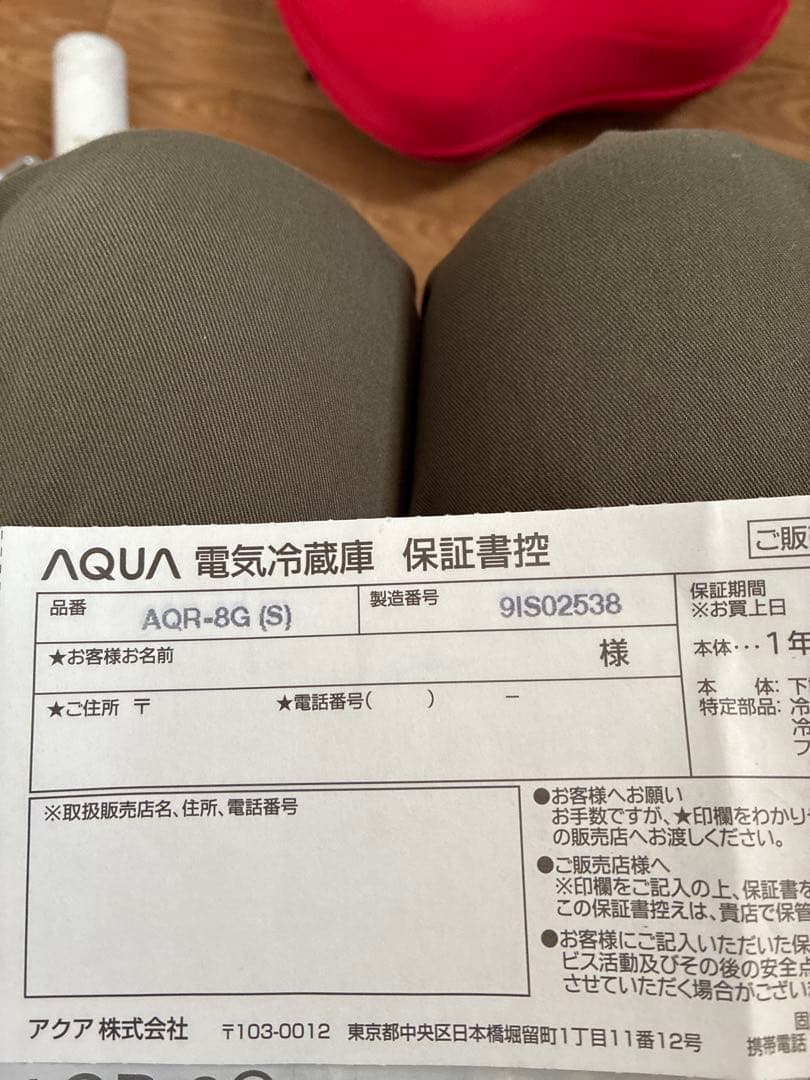 AQUA 電気冷蔵庫 保証書控
ご販
品番 AQR-8G (S) 製造番号 9IS02538
保証期間
※お買上日
★お客様お名前 様
本体…1年
★ご住所 〒 ★電話番号( ) −
本 体:下
特定部品:冷
冷
フ
※取扱販売店名、住所、電話番号
●お客様へお願い
お手数ですが、★印欄をわかりや
の販売店へお渡しください。
●ご販売店様へ
※印欄をご記入の上、保証書を
この保証書控えは、貴店で保管
●お客様にご記入いただいた保
ビス活動及びその後の安全点
させていただく場合がござい
アクア株式会社 〒103-0012 東京都中央区日本橋堀留町1丁目11番12号
固
携帯電話